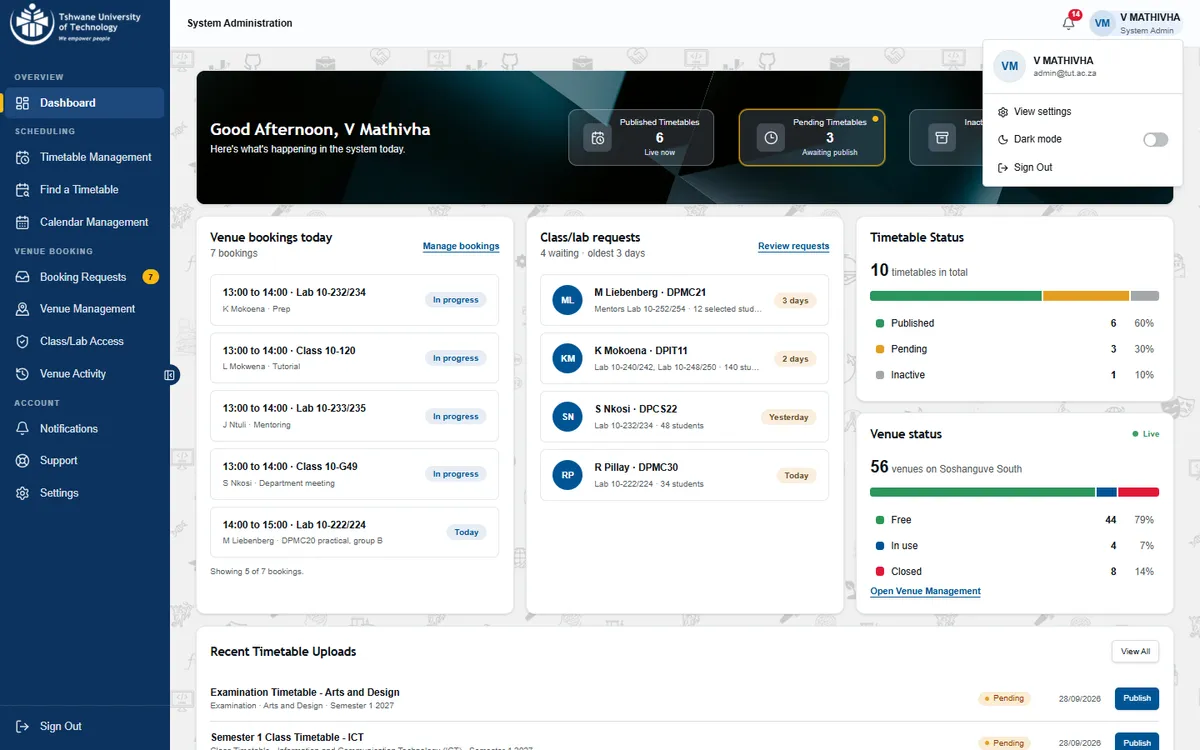 Tshwane University
of Technology
We empower people
System Administration
14
VM
V MATHIVHA
System Admin
VM
V MATHIVHA
admin@tut.ac.za
View settings
Dark mode
Sign Out
OVERVIEW
Dashboard
SCHEDULING
Timetable Management
Find a Timetable
Calendar Management
VENUE BOOKING
Booking Requests
7
Venue Management
Class/Lab Access
Venue Activity
ACCOUNT
Notifications
Support
Settings
Sign Out
Good Afternoon, V Mathivha
Here's what's happening in the system today.
Published Timetables
6
Live now
Pending Timetables
3
Awaiting publish
Venue bookings today
7 bookings
Manage bookings
13:00 to 14:00 · Lab 10-232/234
K Mokoena · Prep
In progress
13:00 to 14:00 · Class 10-120
L Mokwena · Tutorial
In progress
13:00 to 14:00 · Lab 10-233/235
J Ntuli · Mentoring
In progress
13:00 to 14:00 · Class 10-G49
S Nkosi · Department meeting
In progress
14:00 to 15:00 · Lab 10-222/224
M Liebenberg · DPMC20 practical, group B
Today
Showing 5 of 7 bookings.
Class/lab requests
4 waiting · oldest 3 days
Review requests
ML
M Liebenberg · DPMC21
Mentors Lab 10-252/254 · 12 selected stud...
3 days
KM
K Mokoena · DPIT11
Lab 10-240/242, Lab 10-248/250 · 140 stu...
2 days
SN
S Nkosi · DPCS22
Lab 10-232/234 · 48 students
Yesterday
RP
R Pillay · DPMC30
Lab 10-222/224 · 34 students
Today
Timetable Status
10 timetables in total
Published 6 60%
Pending 3 30%
Inactive 1 10%
Venue status
Live
56 venues on Soshanguve South
Free 44 79%
In use 4 7%
Closed 8 14%
Open Venue Management
Recent Timetable Uploads
View All
Examination Timetable - Arts and Design
Examination · Arts and Design · Semester 1 2027
Pending
28/09/2026
Publish
Semester 1 Class Timetable - ICT
Class Timetable · Information and Communication Technology (ICT) · Semester 1 2027
Pending
28/09/2026
Publish